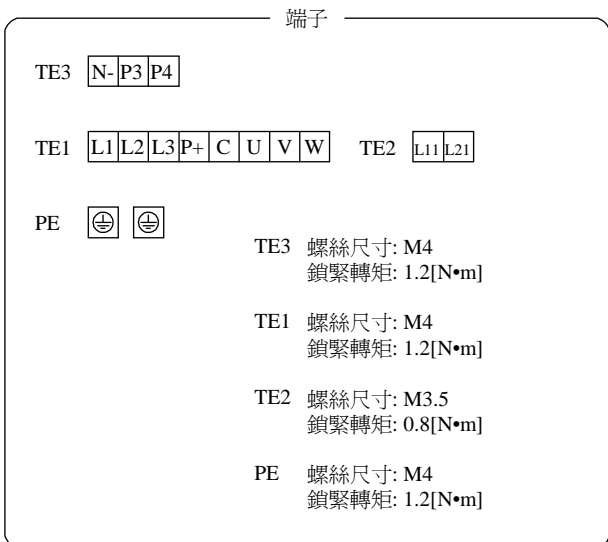 端子
TE3 N- P3 P4
TE1 L1 L2 L3 P+ C U V W TE2 L11 L21
PE
TE3 螺絲尺寸: M4
鎖緊轉矩: 1.2[N•m]
TE1 螺絲尺寸: M4
鎖緊轉矩: 1.2[N•m]
TE2 螺絲尺寸: M3.5
鎖緊轉矩: 0.8[N•m]
PE 螺絲尺寸: M4
鎖緊轉矩: 1.2[N•m]